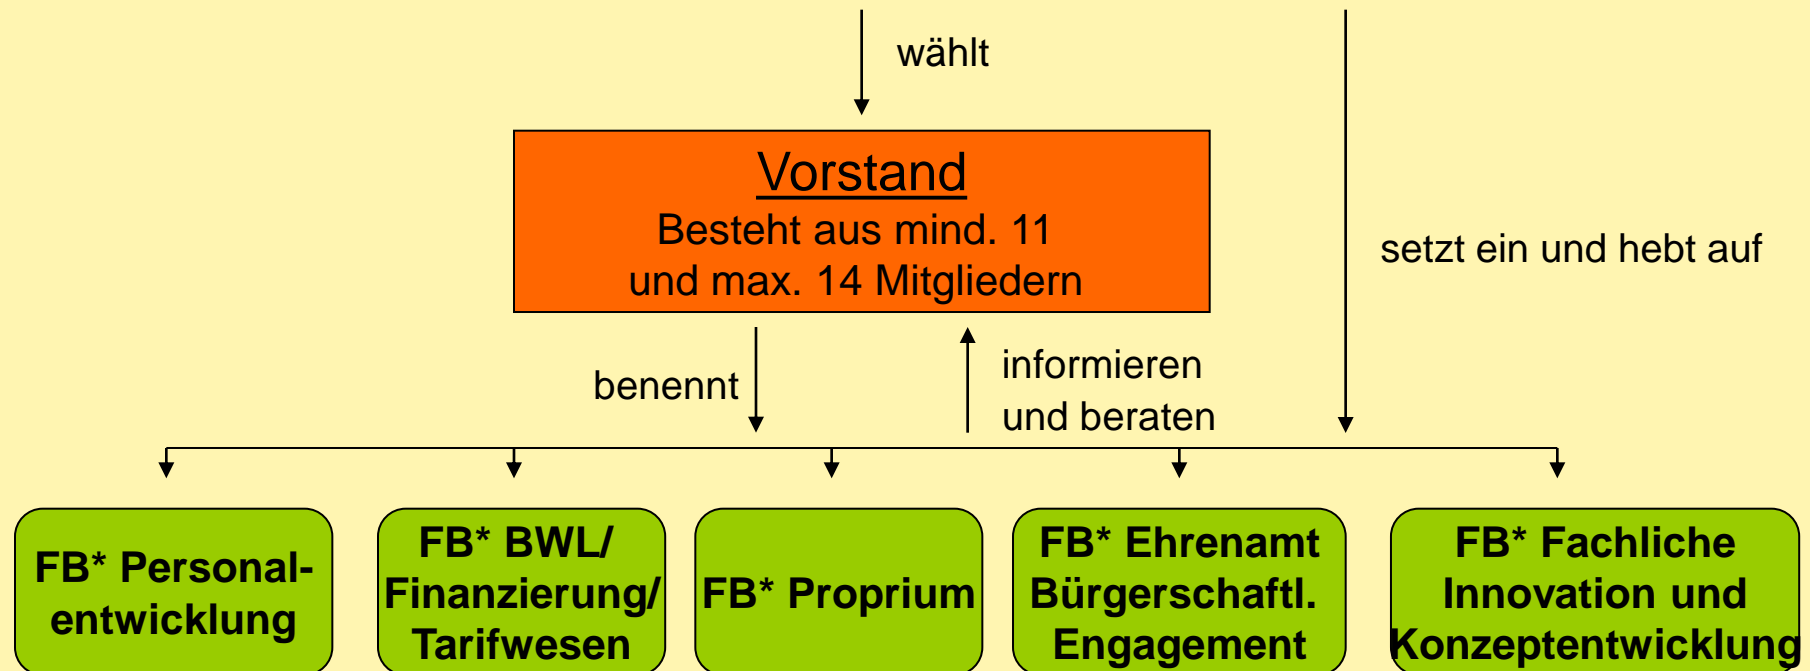 wählt
Vorstand
Besteht aus mind. 11
und max. 14 Mitgliedern
setzt ein und hebt auf
benennt
informieren
und beraten
FB* Personal-
entwicklung
FB* BWL/
Finanzierung/
Tarifwesen
FB* Proprium
FB* Ehrenamt
Bürgerschaftl.
Engagement
FB* Fachliche
Innovation und
Konzeptentwicklung